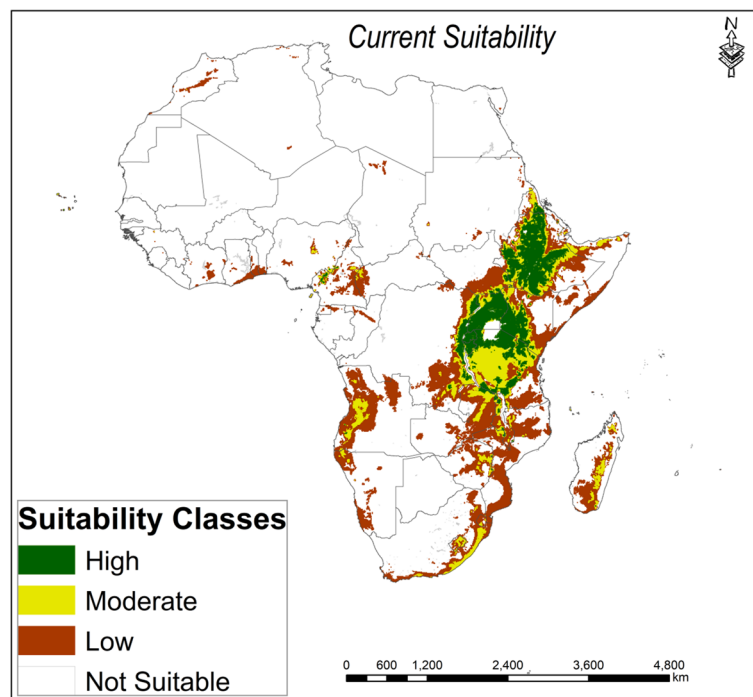 Current Suitability
N
Suitability Classes
High
Moderate
Low
Not Suitable
0 600 1,200 2,400 3,600 4,800
km